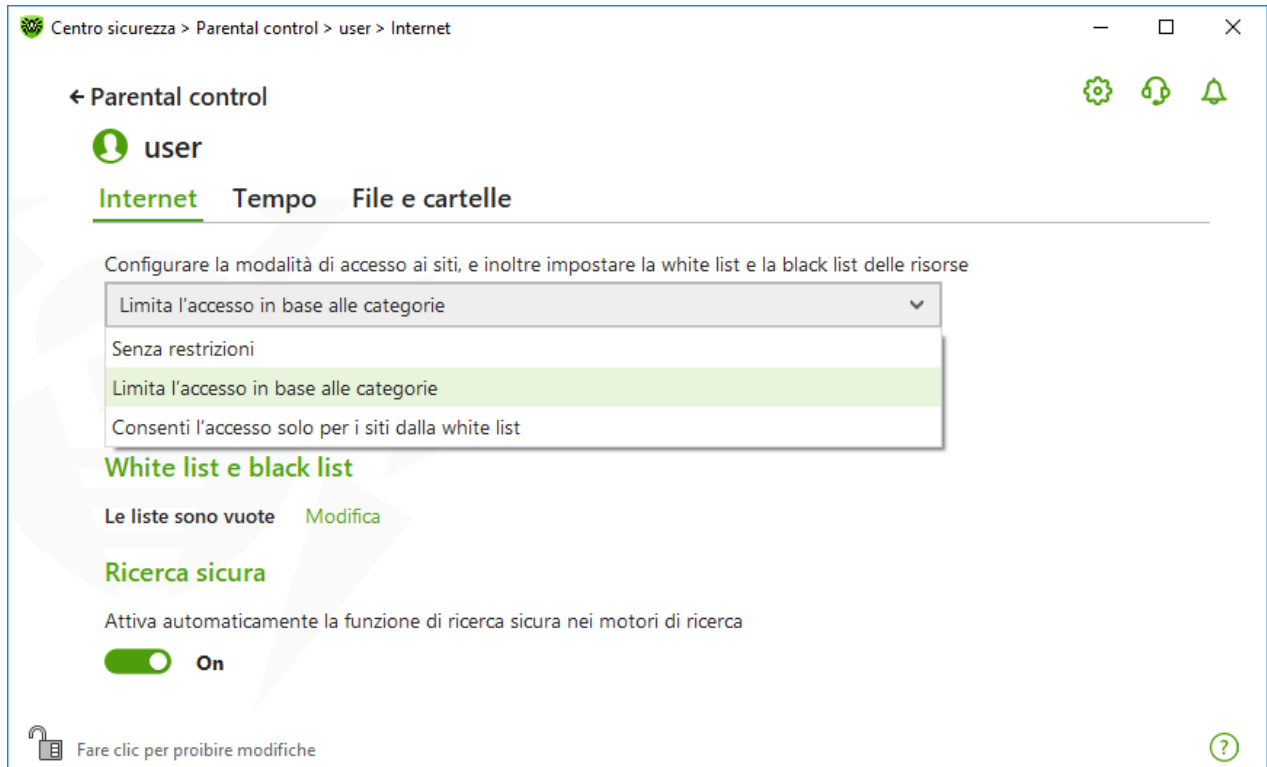 Centro sicurezza > Parental control > user > Internet
Parental control
user
Internet Tempo File e cartelle
Configurare la modalità di accesso ai siti, e inoltre impostare la white list e la black list delle risorse
Limita l'accesso in base alle categorie
Senza restrizioni
Limita l'accesso in base alle categorie
Consenti l'accesso solo per i siti dalla white list
White list e black list
Le liste sono vuote Modifica
Ricerca sicura
Attiva automaticamente la funzione di ricerca sicura nei motori di ricerca
On
Fare clic per proibire modifiche
?